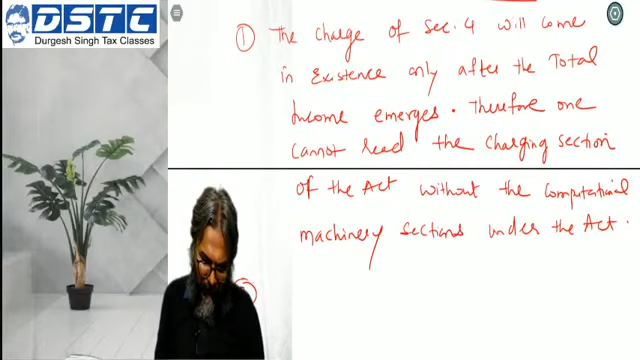 DSTC
Durgesh Singh Tax Classes
① The Charge of Sec. 4 will come
in Existence only after the Total
Income emerges. Therefore one
cannot read the charging section
of the Act without the computational
machinery sections under the Act.